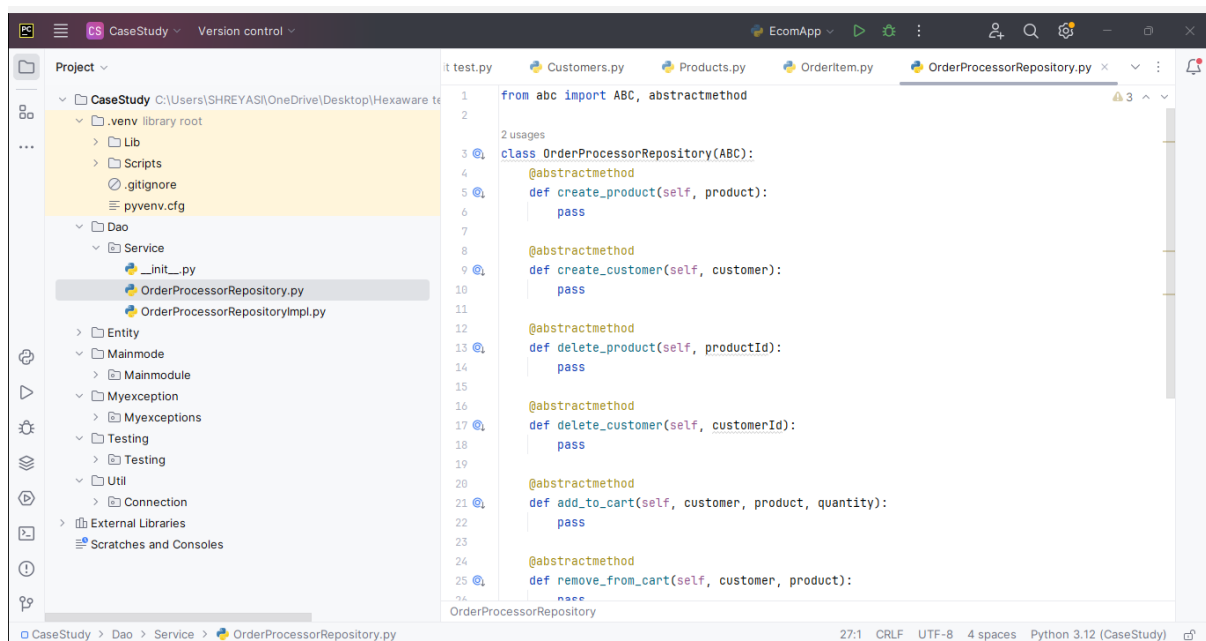 PC
CS CaseStudy Version control EcomApp
Project
it test.py Customers.py Products.py OrderItem.py OrderProcessorRepository.py
CaseStudy C:\Users\SHREYASI\OneDrive\Desktop\Hexaware te
.venv library root
Lib
Scripts
.gitignore
pyvenv.cfg
Dao
Service
__init__.py
OrderProcessorRepository.py
OrderProcessorRepositoryImpl.py
Entity
Mainmode
Mainmodule
Myexception
Myexceptions
Testing
Testing
Util
Connection
External Libraries
Scratches and Consoles
1 from abc import ABC, abstractmethod
3
2
2 usages
3 class OrderProcessorRepository(ABC):
4 @abstractmethod
5 def create_product(self, product):
6 pass
7
8 @abstractmethod
9 def create_customer(self, customer):
10 pass
11
12 @abstractmethod
13 def delete_product(self, productId):
14 pass
15
16 @abstractmethod
17 def delete_customer(self, customerId):
18 pass
19
20 @abstractmethod
21 def add_to_cart(self, customer, product, quantity):
22 pass
23
24 @abstractmethod
25 def remove_from_cart(self, customer, product):
26 pass
OrderProcessorRepository
CaseStudy > Dao > Service > OrderProcessorRepository.py 27:1 CRLF UTF-8 4 spaces Python 3.12 (CaseStudy)